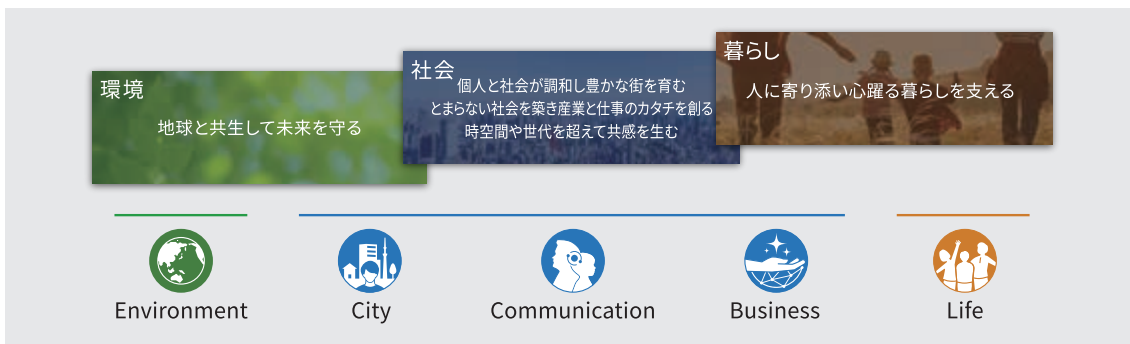 環境
地球と共生して未来を守る
社会
個人と社会が調和し豊かな街を育む
とまらない社会を築き産業と仕事のカタチを創る
時空間や世代を超えて共感を生む
暮らし
人に寄り添い心躍る暮らしを支える
Environment
City
Communication
Business
Life